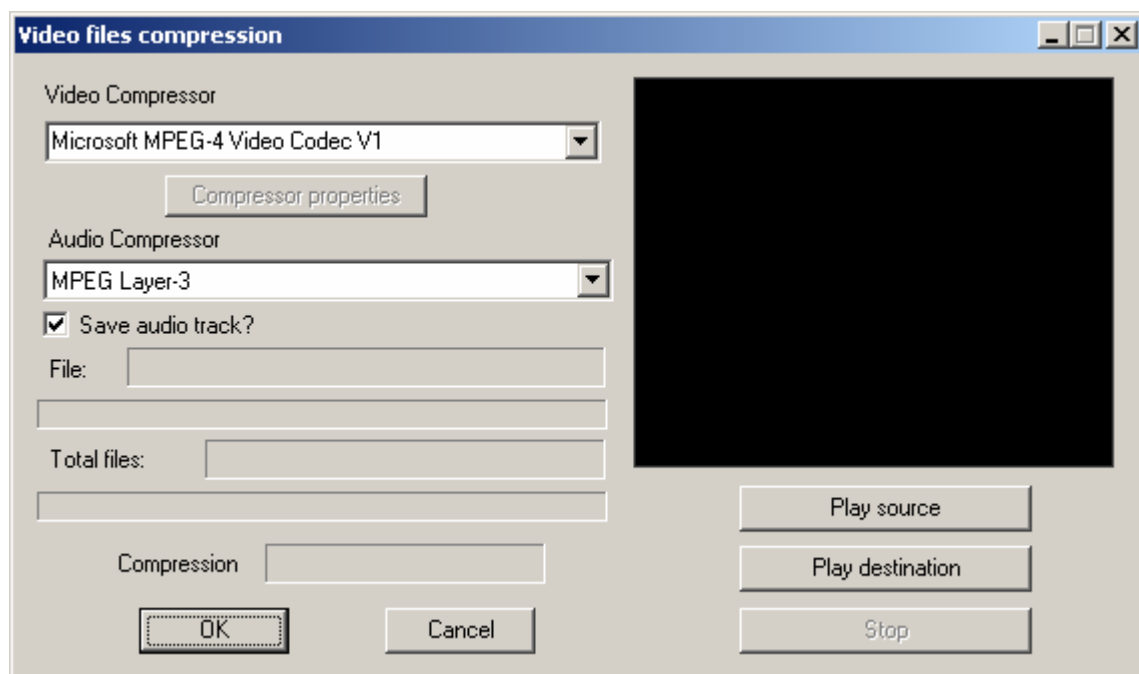 Video files compression
Video Compressor
Microsoft MPEG-4 Video Codec V1
Compressor properties
Audio Compressor
MPEG Layer-3
Save audio track?
File:
Total files:
Compression
OK
Cancel
Play source
Play destination
Stop